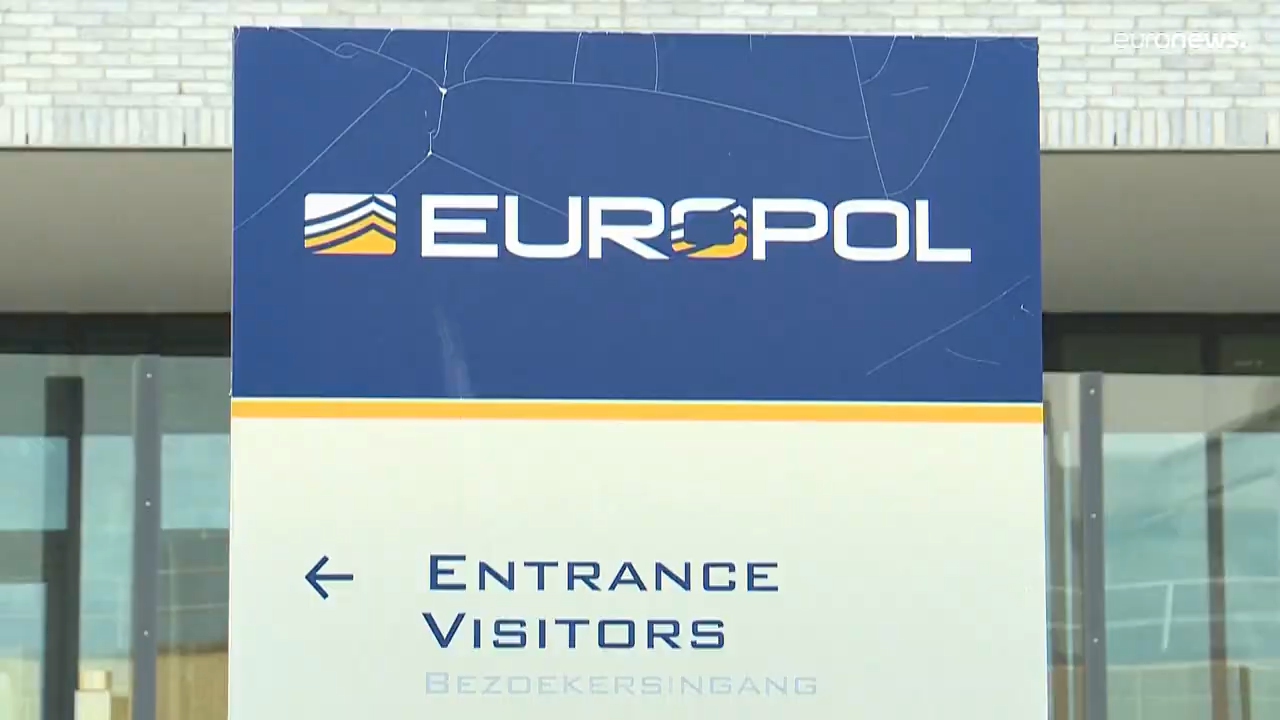 euronews.
EUROPOL
ENTRANCE
VISITORS
BEZOEKERSINGANG